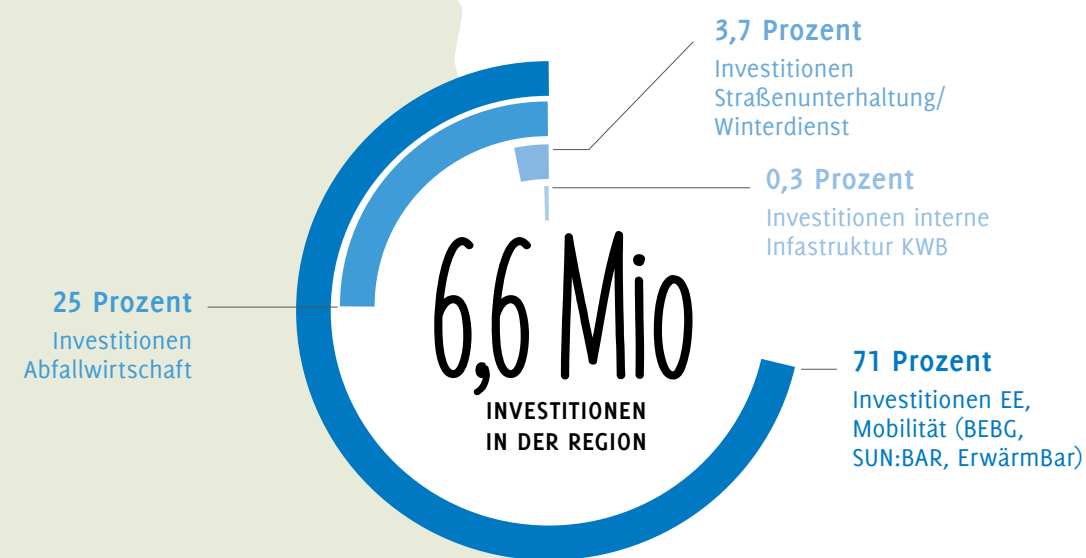 3,7 Prozent
Investitionen
Straßenunterhaltung/
Winterdienst
0,3 Prozent
Investitionen interne
Infastruktur KWB
25 Prozent
Investitionen
Abfallwirtschaft
6,6 Mio
INVESTITIONEN
IN DER REGION
71 Prozent
Investitionen EE,
Mobilität (BEBG,
SUN:BAR, ErwärmBar)